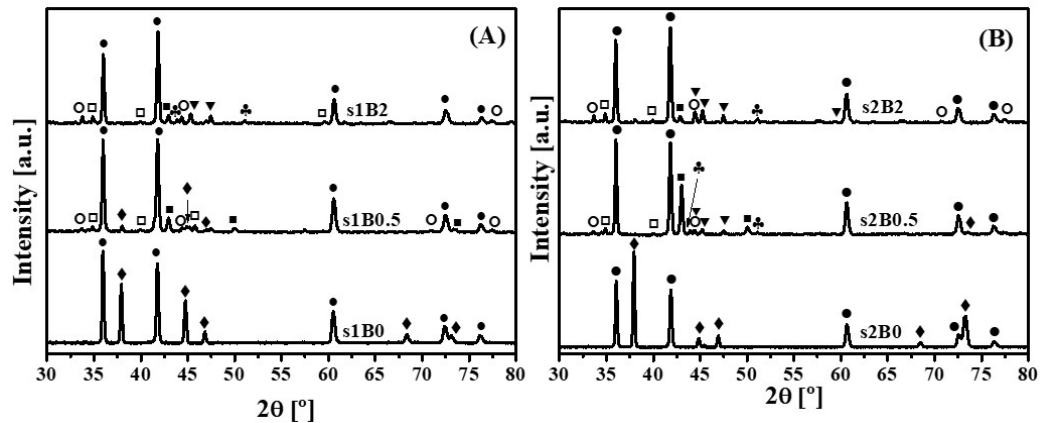 (A)
s1B2
s1B0.5
s1B0
Intensity [a.u.]
30 35 40 45 50 55 60 65 70 75 80
2θ [º]
(B)
s2B2
s2B0.5
s2B0
Intensity [a.u.]
30 35 40 45 50 55 60 65 70 75 80
2θ [º]